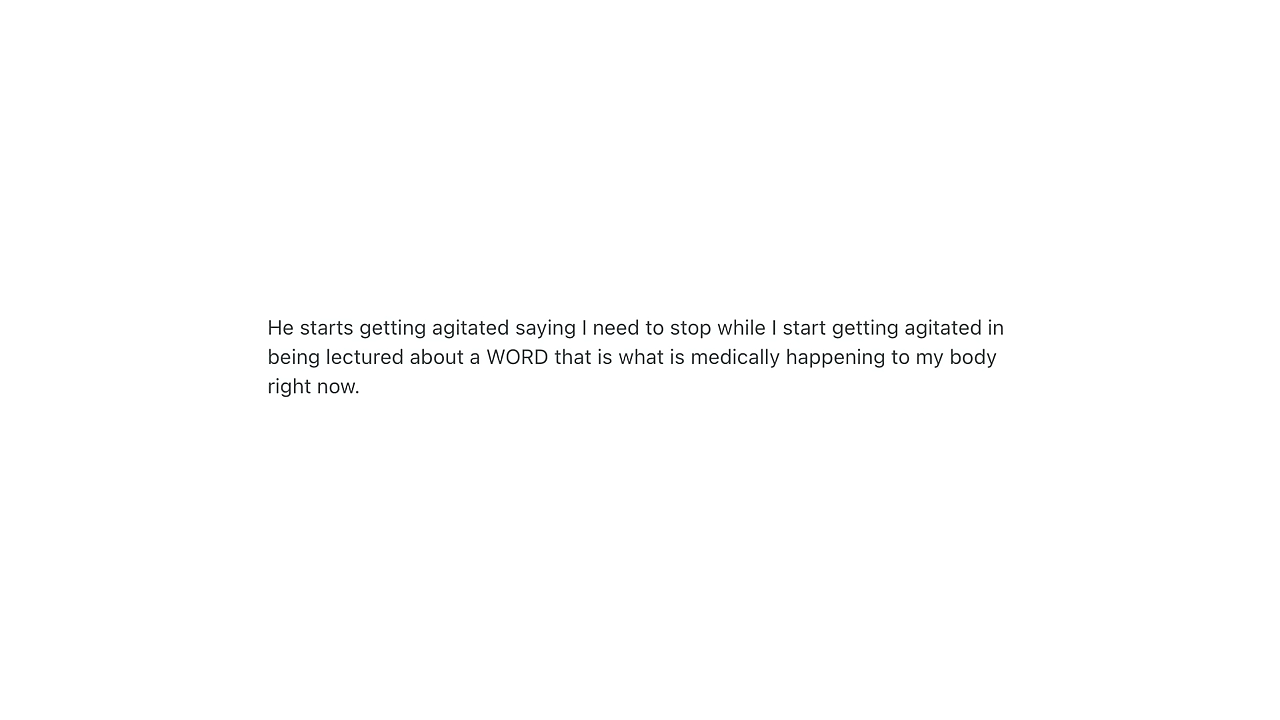 He starts getting agitated saying I need to stop while I start getting agitated in
being lectured about a WORD that is what is medically happening to my body
right now.